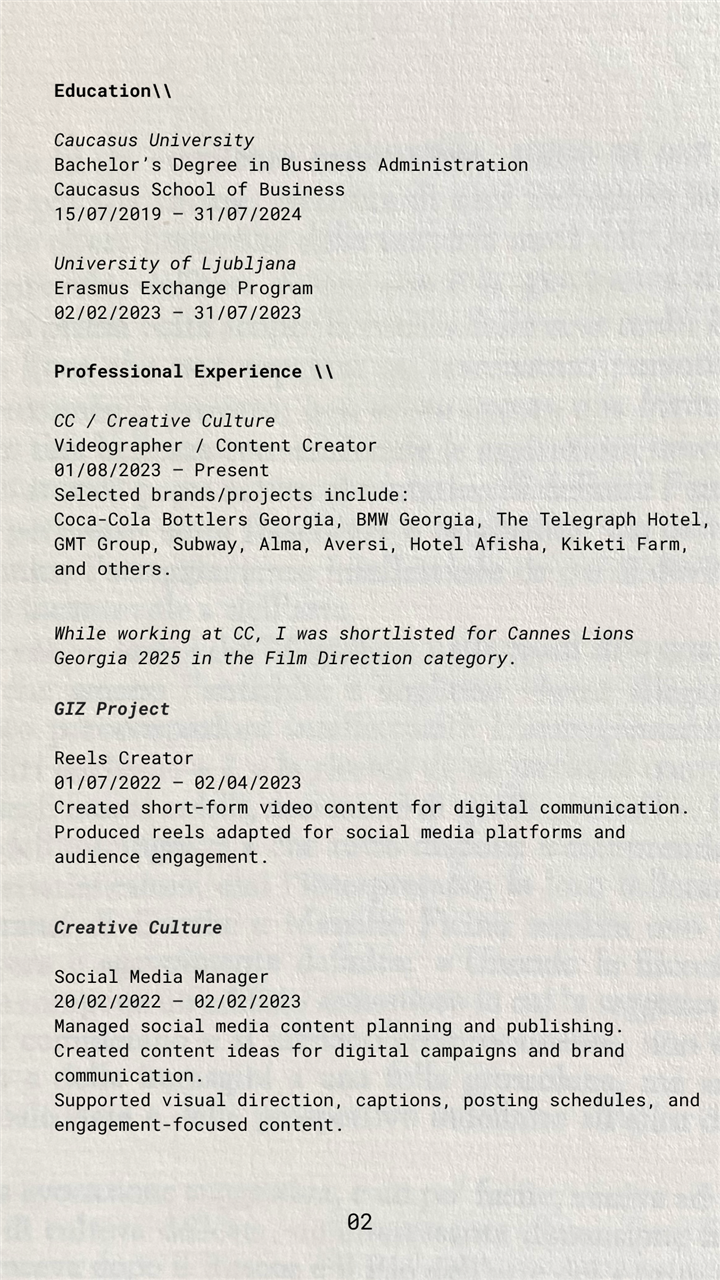 Education\\
Caucasus University
Bachelor’s Degree in Business Administration
Caucasus School of Business
15/07/2019 – 31/07/2024
University of Ljubljana
Erasmus Exchange Program
02/02/2023 – 31/07/2023
Professional Experience \\
CC / Creative Culture
Videographer / Content Creator
01/08/2023 – Present
Selected brands/projects include:
Coca-Cola Bottlers Georgia, BMW Georgia, The Telegraph Hotel,
GMT Group, Subway, Alma, Aversi, Hotel Afisha, Kiketi Farm,
and others.
While working at CC, I was shortlisted for Cannes Lions
Georgia 2025 in the Film Direction category.
GIZ Project
Reels Creator
01/07/2022 – 02/04/2023
Created short-form video content for digital communication.
Produced reels adapted for social media platforms and
audience engagement.
Creative Culture
Social Media Manager
20/02/2022 – 02/02/2023
Managed social media content planning and publishing.
Created content ideas for digital campaigns and brand
communication.
Supported visual direction, captions, posting schedules, and
engagement-focused content.
02